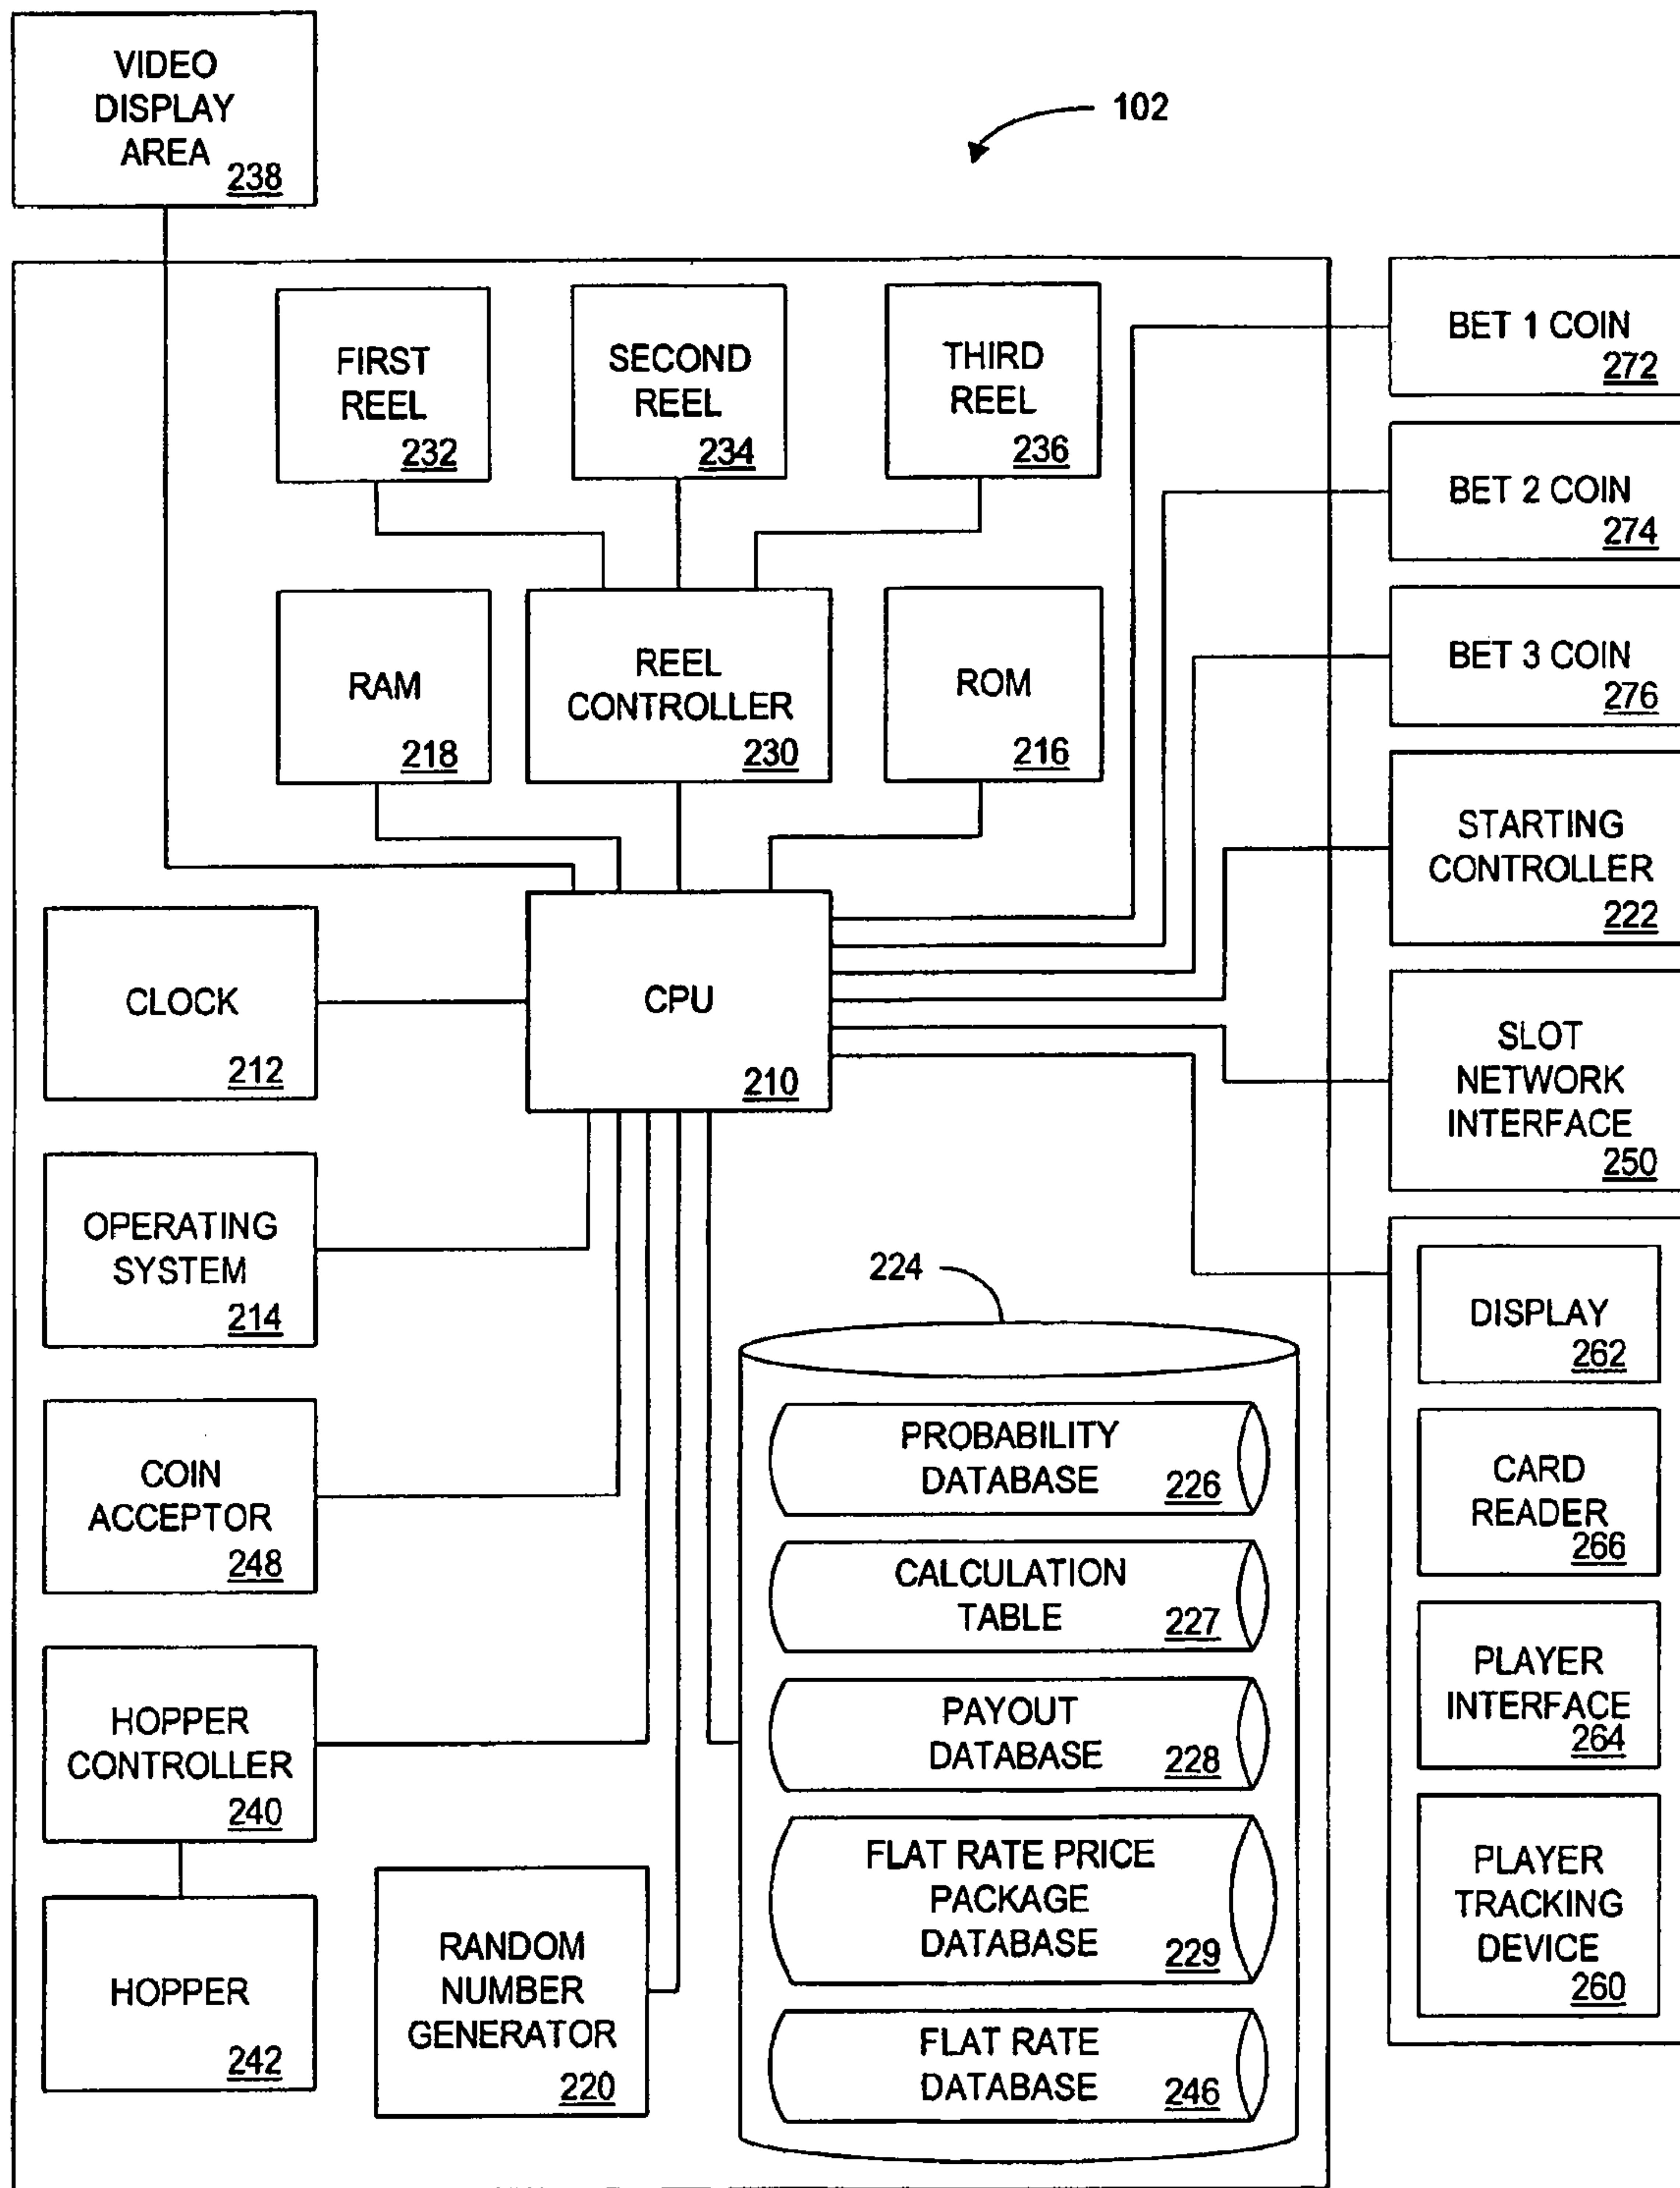 VIDEO
DISPLAY
AREA
238
102
FIRST
REEL
232
SECOND
REEL
234
THIRD
REEL
236
BET 1 COIN
272
BET 2 COIN
274
BET 3 COIN
276
RAM
218
REEL
CONTROLLER
230
ROM
216
STARTING
CONTROLLER
222
CLOCK
212
CPU
210
SLOT
NETWORK
INTERFACE
250
OPERATING
SYSTEM
214
224
DISPLAY
262
COIN
ACCEPTOR
248
PROBABILITY
DATABASE
226
CARD
READER
266
CALCULATION
TABLE
227
HOPPER
CONTROLLER
240
PAYOUT
DATABASE
228
PLAYER
INTERFACE
264
FLAT RATE PRICE
PACKAGE
DATABASE
229
PLAYER
TRACKING
DEVICE
260
HOPPER
242
RANDOM
NUMBER
GENERATOR
220
FLAT RATE
DATABASE
246